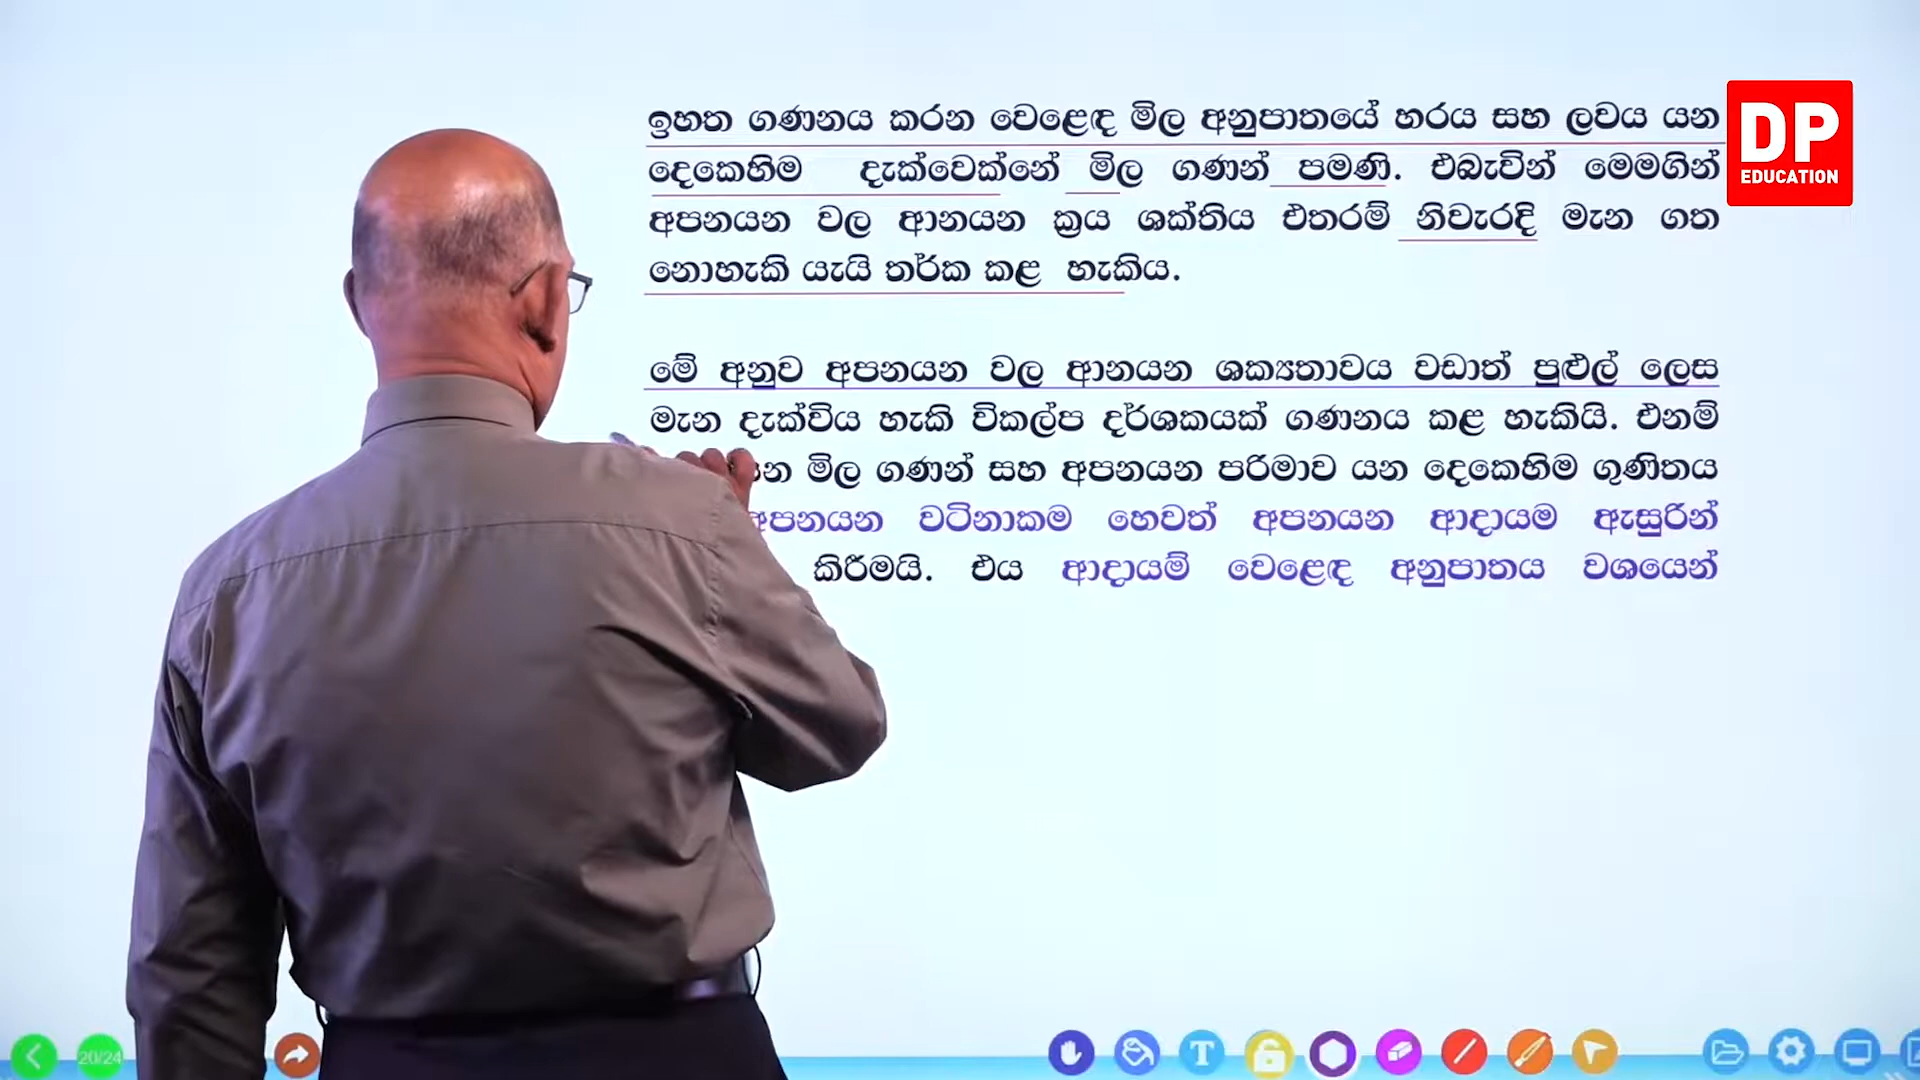 ඉහත ගණනය කරන වෙළෙඳ මිල අනුපාතයේ හරය සහ ලවය යන
දෙකෙහිම දැක්වෙක්නේ මිල ගණන් පමණි. එබැවින් මෙමගින්
අපනයන වල ආනයන ක්‍රය ශක්තිය එතරම් නිවැරදි මැන ගත
නොහැකි යැයි තර්ක කළ හැකිය.
මේ අනුව අපනයන වල ආනයන ශක්‍යතාවය වඩාත් පුළුල් ලෙස
මැන දැක්විය හැකි විකල්ප දර්ශකයක් ගණනය කළ හැකියි. එනම්
මිල ගණන් සහ අපනයන පරිමාව යන දෙකෙහිම ගුණිතය
අපනයන වටිනාකම හෙවත් අපනයන ආදායම ඇසුරින්
කිරීමයි. එය ආදායම් වෙළෙඳ අනුපාතය වශයෙන්
DP
EDUCATION
20/24
T